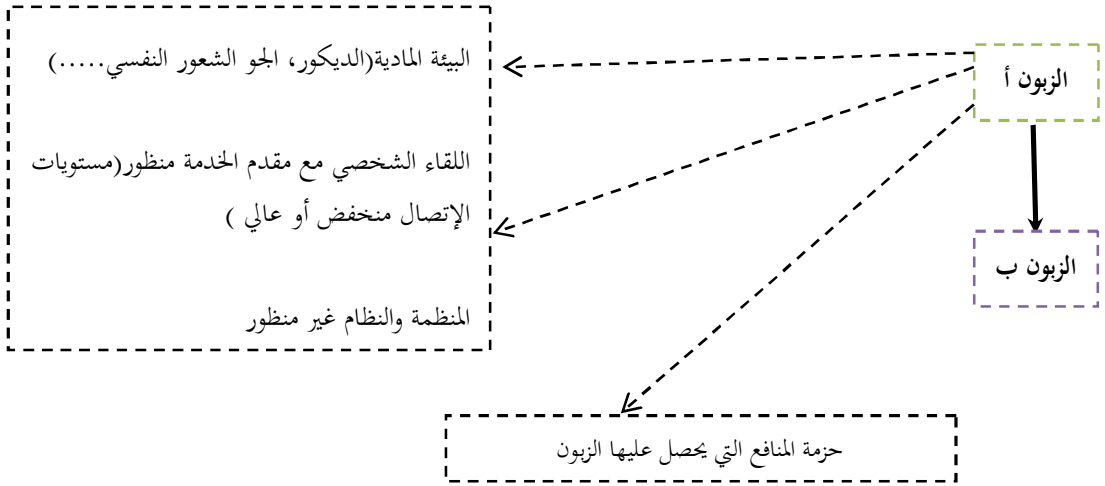 البيئة المادية(الديكور، الجو الشعور النفسي.....)
الزبون أ
اللقاء الشخصي مع مقدم الخدمة منظور(مستويات
الإتصال منخفض أو عالي )
الزبون ب
المنظمة والنظام غير منظور
حزمة المنافع التي يحصل عليها الزبون